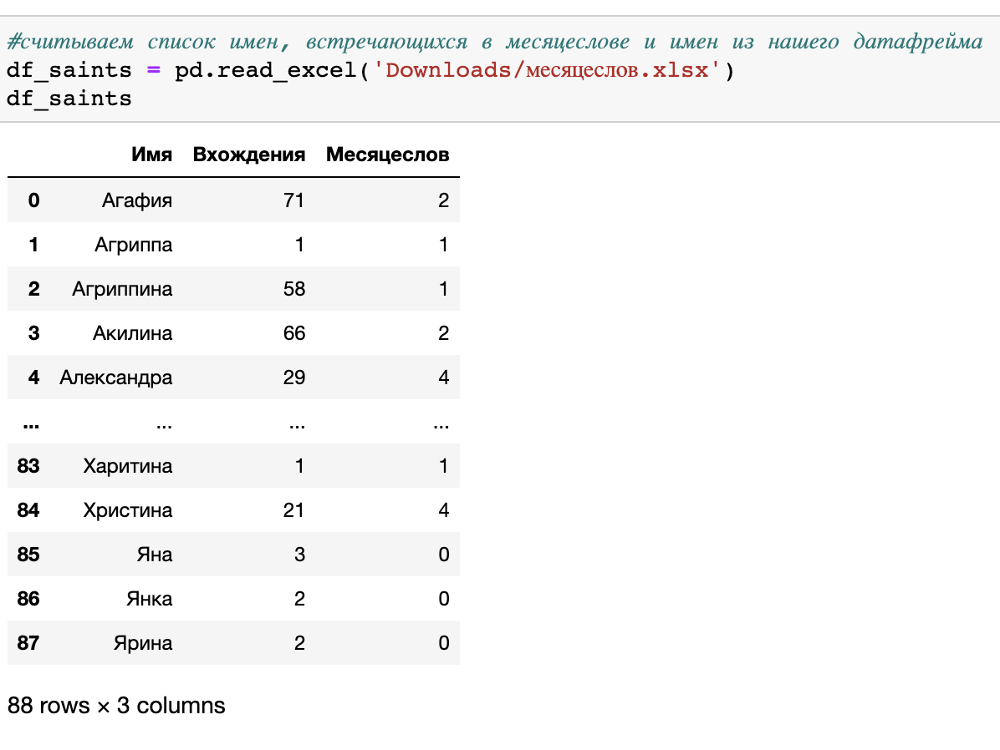 #считываем список имен, встречающихся в месяцеслове и имен из нашего датафрейма
df_saints = pd.read_excel('Downloads/месяцеслов.xlsx')
df_saints
Имя Вхождения Месяцеслов
0 Агафия 71 2
1 Агриппа 1 1
2 Агриппина 58 1
3 Акилина 66 2
4 Александра 29 4
... ... ... ...
83 Харитина 1 1
84 Христина 21 4
85 Яна 3 0
86 Янка 2 0
87 Ярина 2 0
88 rows × 3 columns